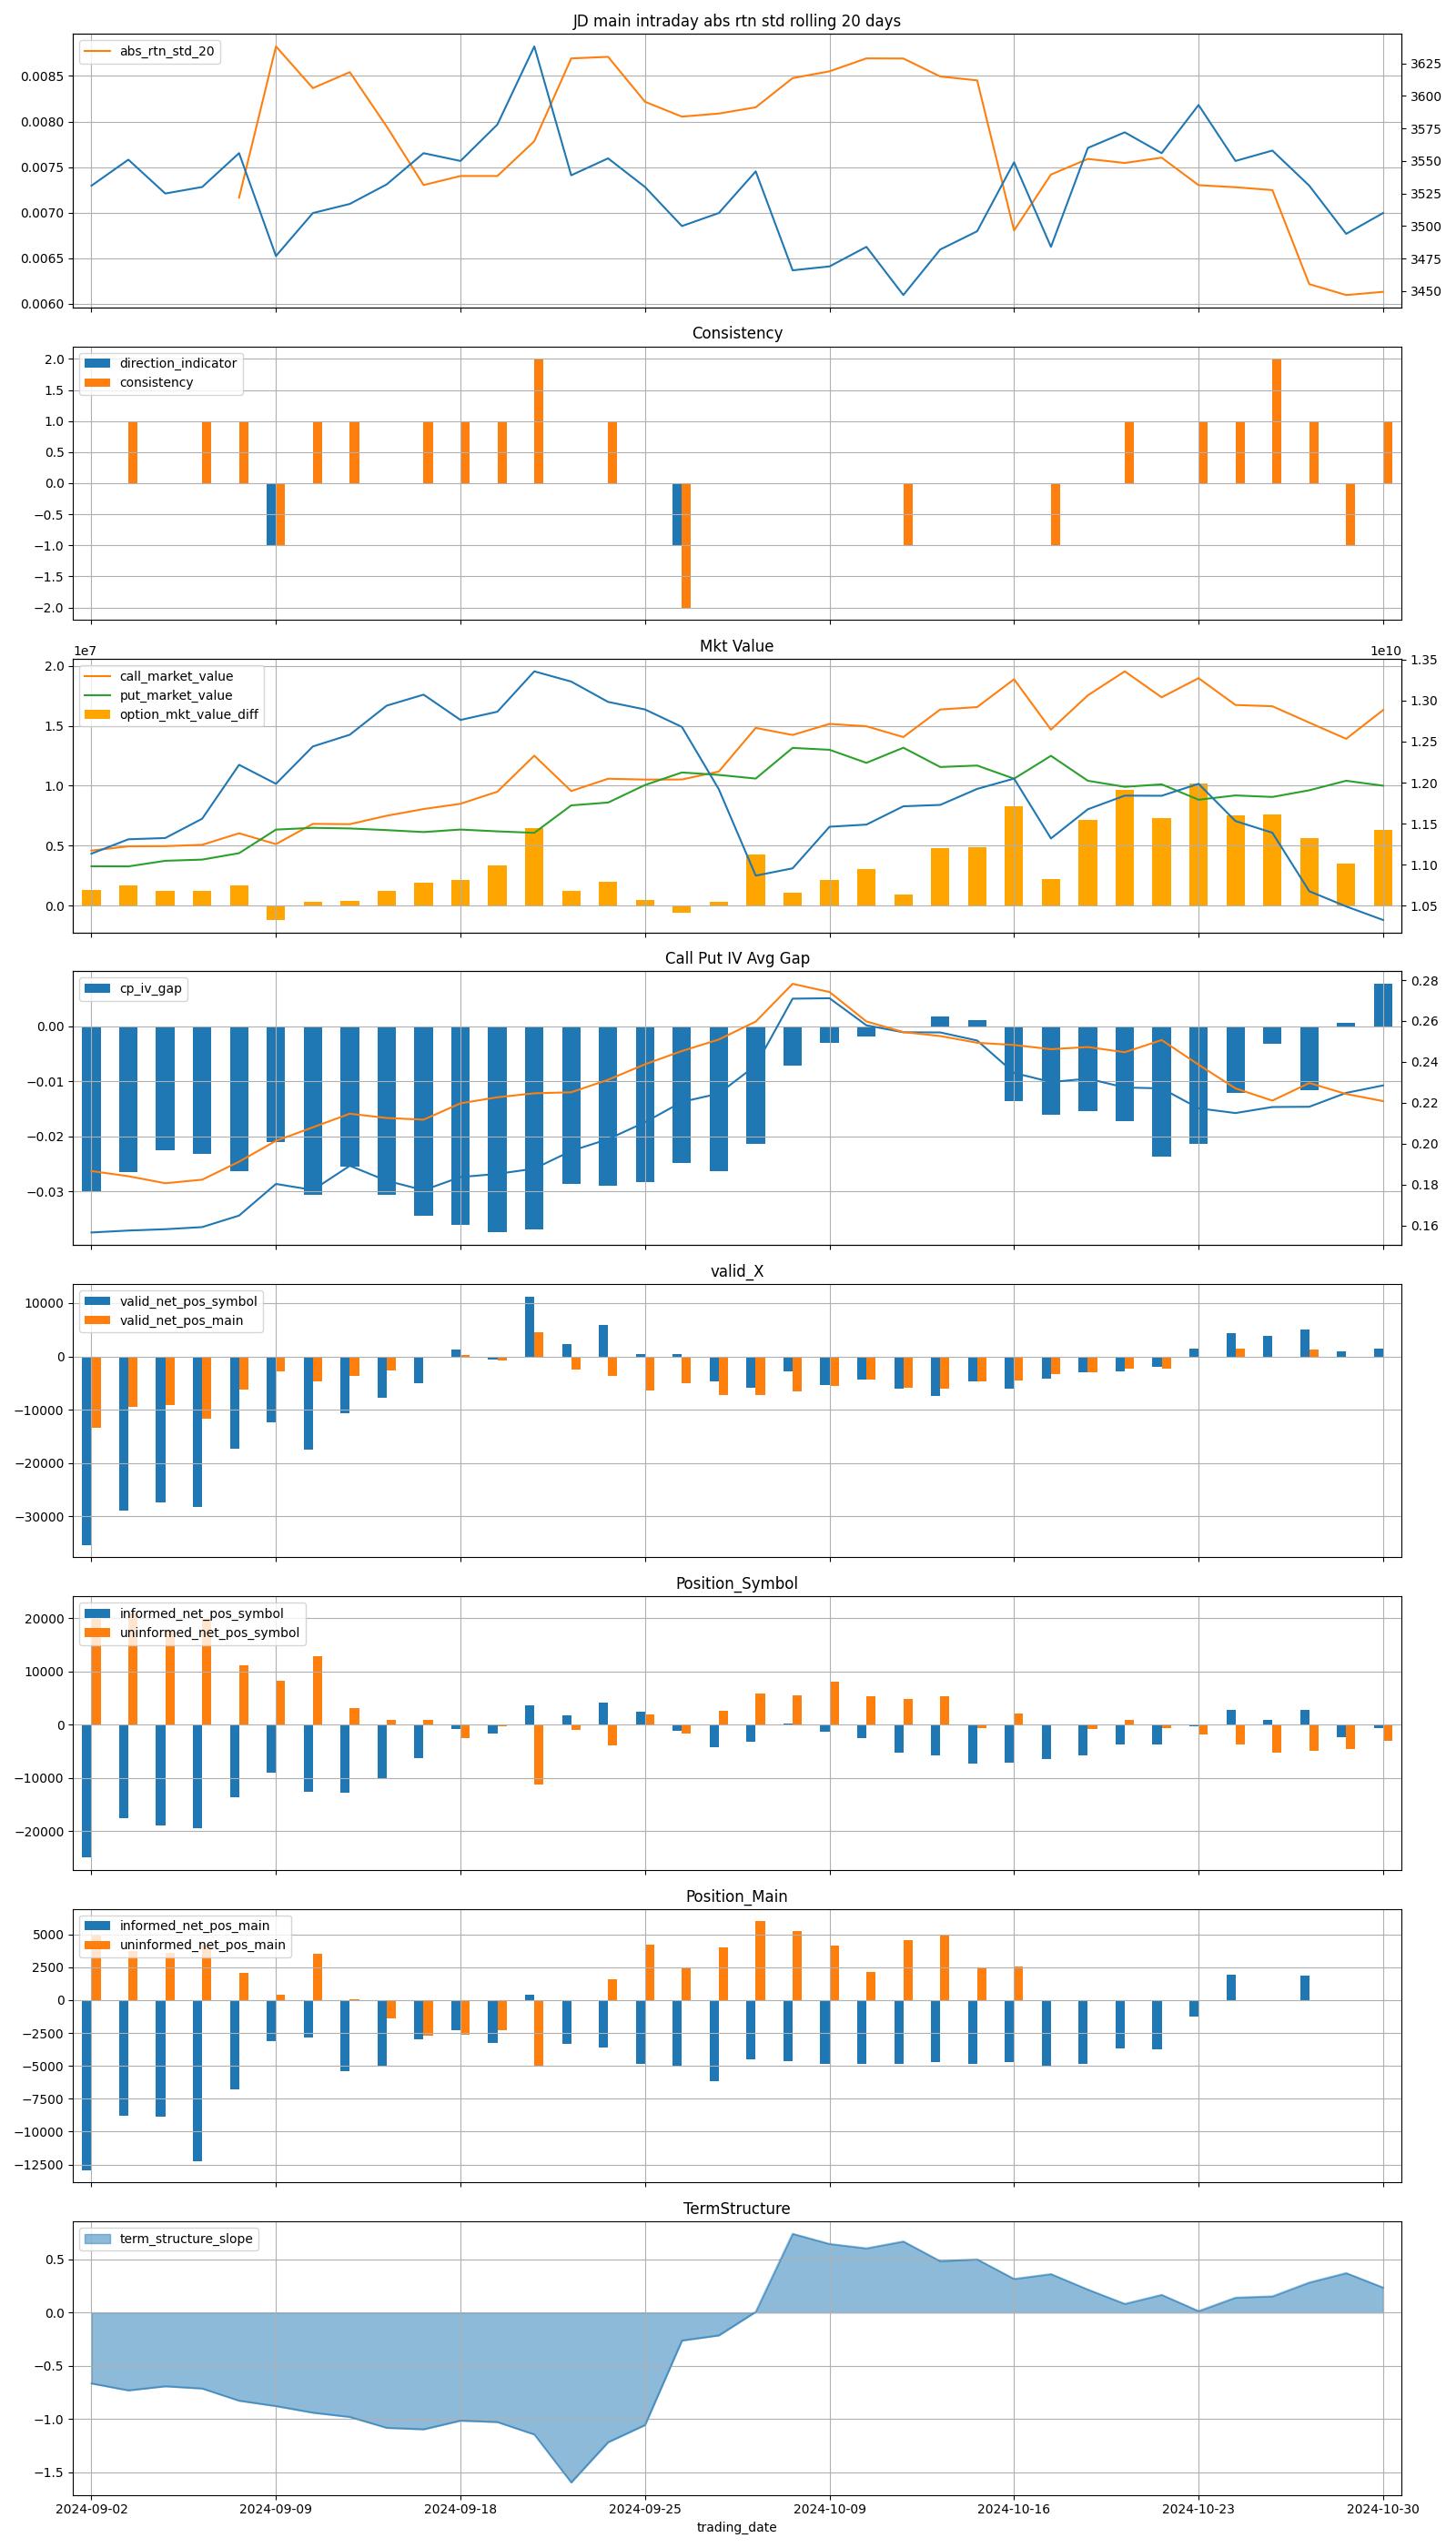 JD main intraday abs rtn std rolling 20 days
abs_rtn_std_20
0.0085
0.0080
0.0075
0.0070
0.0065
0.0060
3625
3600
3575
3550
3525
3500
3475
3450
Consistency
direction_indicator
consistency
2.0
1.5
1.0
0.5
0.0
−0.5
−1.0
−1.5
−2.0
Mkt Value
1e7
1e10
call_market_value
put_market_value
option_mkt_value_diff
2.0
1.5
1.0
0.5
0.0
1.35
1.30
1.25
1.20
1.15
1.10
1.05
Call Put IV Avg Gap
cp_iv_gap
0.00
−0.01
−0.02
−0.03
0.28
0.26
0.24
0.22
0.20
0.18
0.16
valid_X
valid_net_pos_symbol
valid_net_pos_main
10000
0
−10000
−20000
−30000
Position_Symbol
informed_net_pos_symbol
uninformed_net_pos_symbol
20000
10000
0
−10000
−20000
Position_Main
informed_net_pos_main
uninformed_net_pos_main
5000
2500
0
−2500
−5000
−7500
−10000
−12500
TermStructure
term_structure_slope
0.5
0.0
−0.5
−1.0
−1.5
2024-09-02 2024-09-09 2024-09-18 2024-09-25 2024-10-09 2024-10-16 2024-10-23 2024-10-30
trading_date